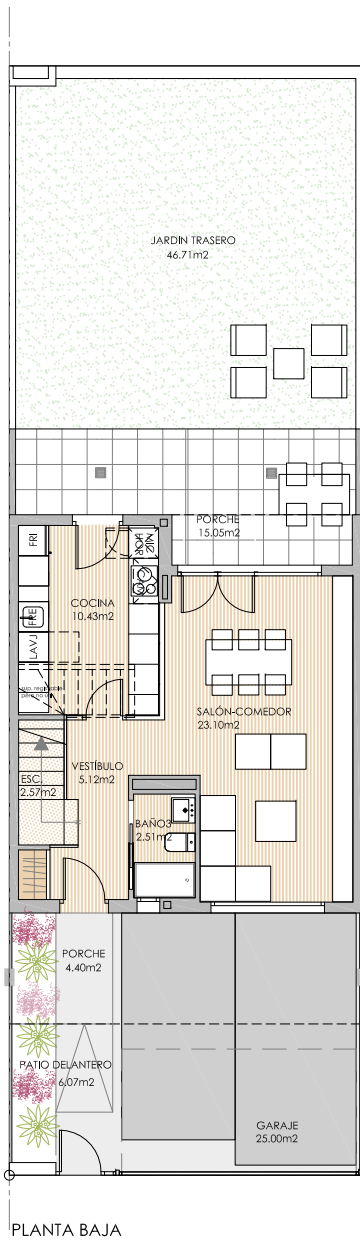 JARDIN TRASERO
46.71m2
PORCHE
15.05m2
FRI
MIC
HOR
COCINA
10.43m2
FRE
LAVJ
SALÓN-COMEDOR
23.10m2
VESTÍBULO
5.12m2
ESC.
2.57m2
BAÑO3
2.51m2
PORCHE
4.40m2
PATIO DELANTERO
6.07m2
GARAJE
25.00m2
PLANTA BAJA